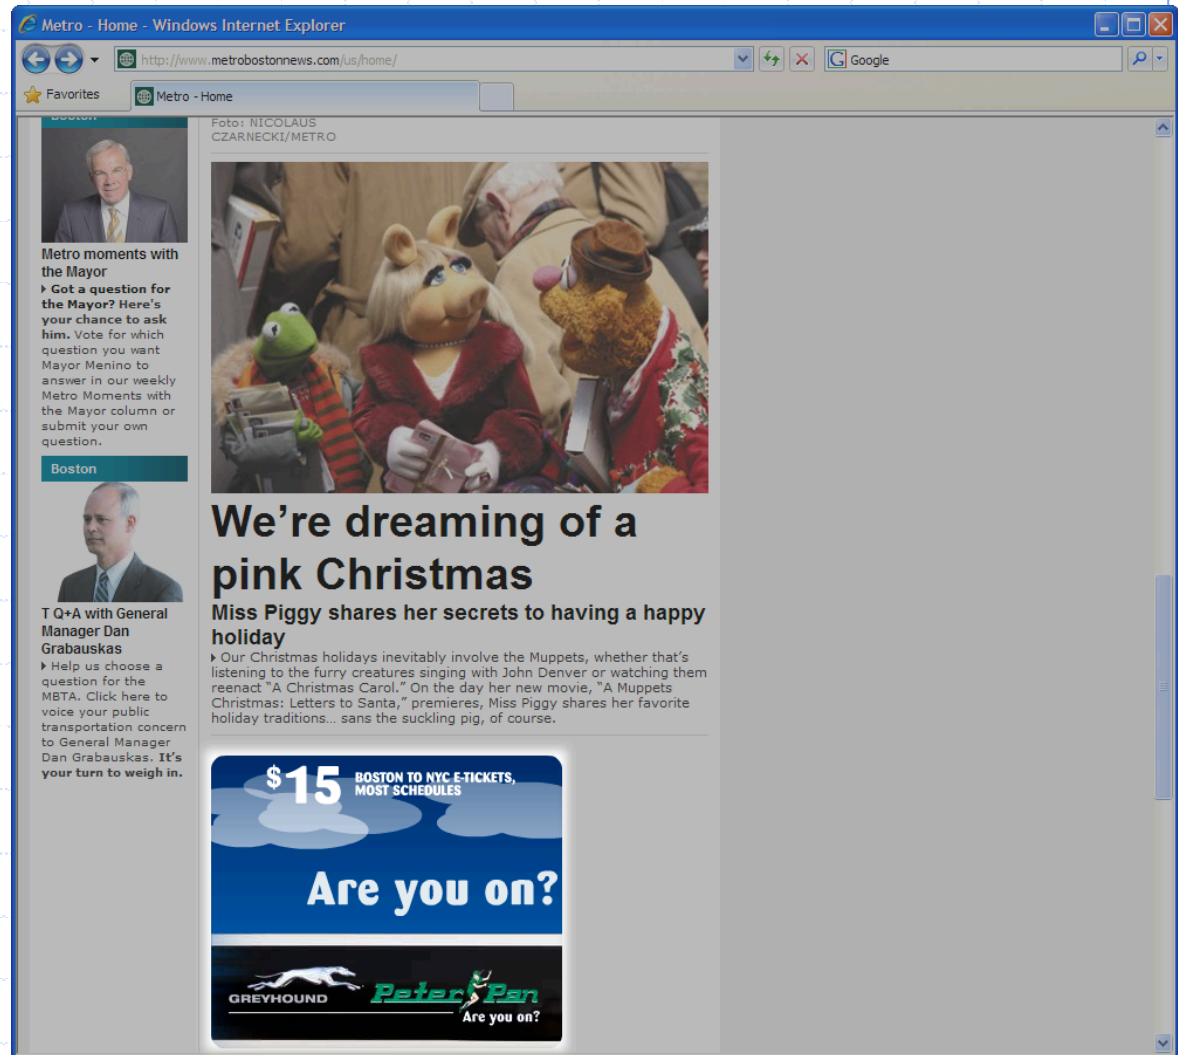 Metro - Home - Windows Internet Explorer
http://www.metrobostonnews.com/us/home/
Google
Favorites
Metro - Home
Boston
Metro moments with
the Mayor
Got a question for
the Mayor? Here's
your chance to ask
him. Vote for which
question you want
Mayor Menino to
answer in our weekly
Metro Moments with
the Mayor column or
submit your own
question.
Boston
T Q+A with General
Manager Dan
Grabauskas
Help us choose a
question for the
MBTA. Click here to
voice your public
transportation concern
to General Manager
Dan Grabauskas. It's
your turn to weigh in.
Foto: NICOLAUS
CZARNECKI/METRO
We're dreaming of a
pink Christmas
Miss Piggy shares her secrets to having a happy
holiday
Our Christmas holidays inevitably involve the Muppets, whether that's
listening to the furry creatures singing with John Denver or watching them
reenact "A Christmas Carol." On the day her new movie, "A Muppets
Christmas: Letters to Santa," premieres, Miss Piggy shares her favorite
holiday traditions... sans the suckling pig, of course.
$15 BOSTON TO NYC E-TICKETS,
MOST SCHEDULES
Are you on?
GREYHOUND Peter Pan
Are you on?